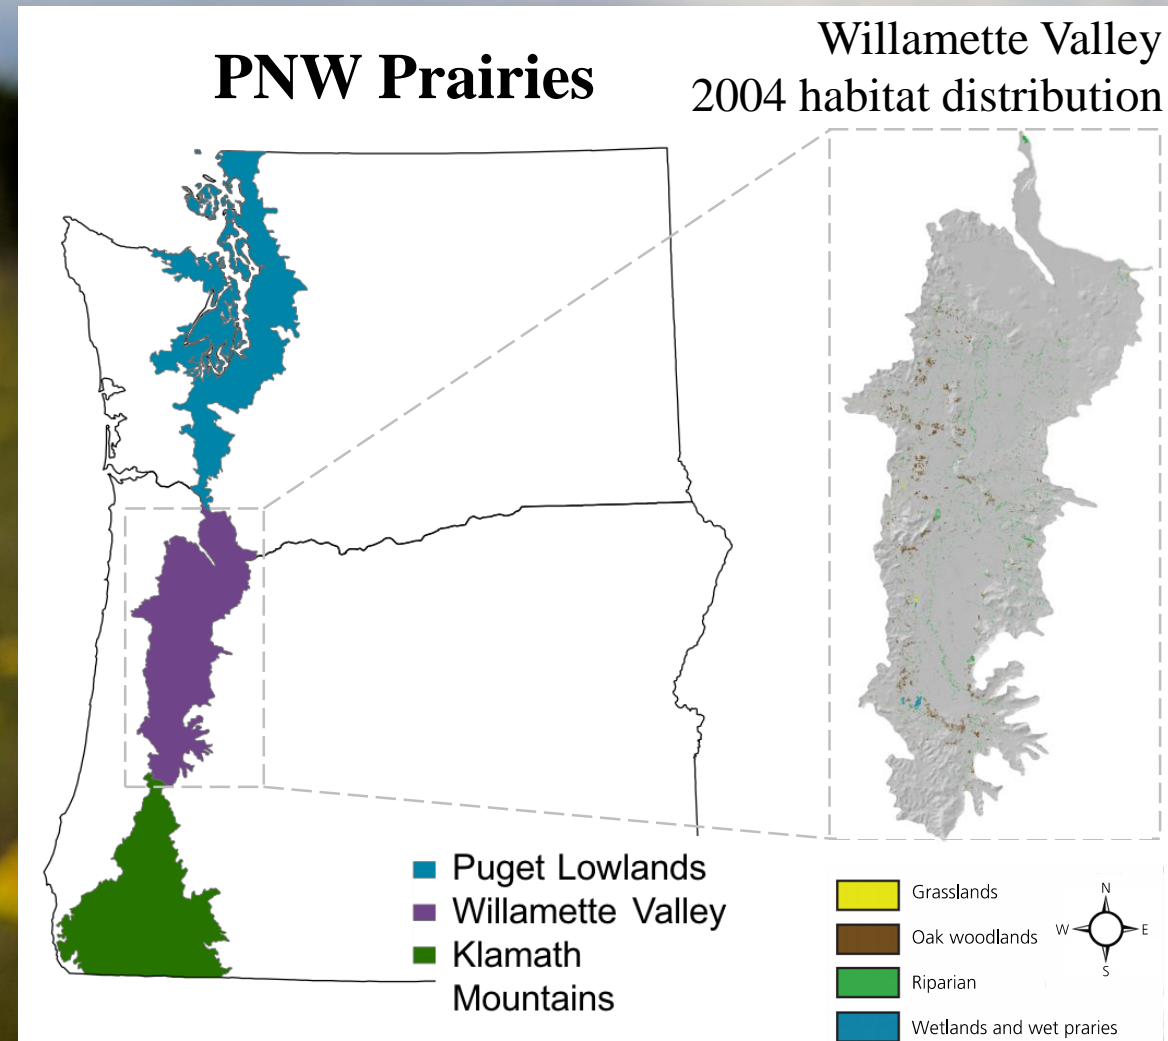 PNW Prairies
Willamette Valley
2004 habitat distribution
Puget Lowlands
Willamette Valley
Klamath
Mountains
Grasslands
Oak woodlands
Riparian
Wetlands and wet praries
N
W
E
S